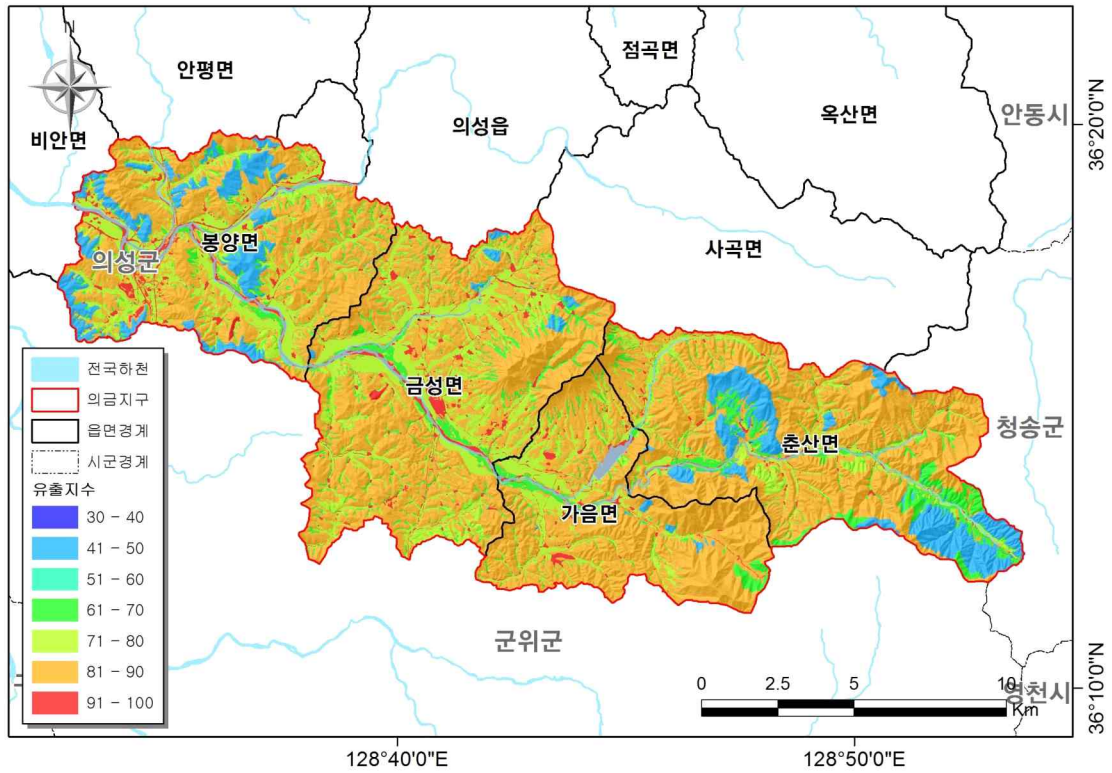 N
안평면
점곡면
안동시
36°20'0"N
비안면
의성읍
옥산면
봉양면
의성군
사곡면
전국하천
의금지구
읍면경계
시군경계
유출지수
30 - 40
41 - 50
51 - 60
61 - 70
71 - 80
81 - 90
91 - 100
금성면
춘산면
청송군
가음면
군위군
0 2.5 5 10
Km
영천시
36°10'0"N
128°40'0"E
128°50'0"E